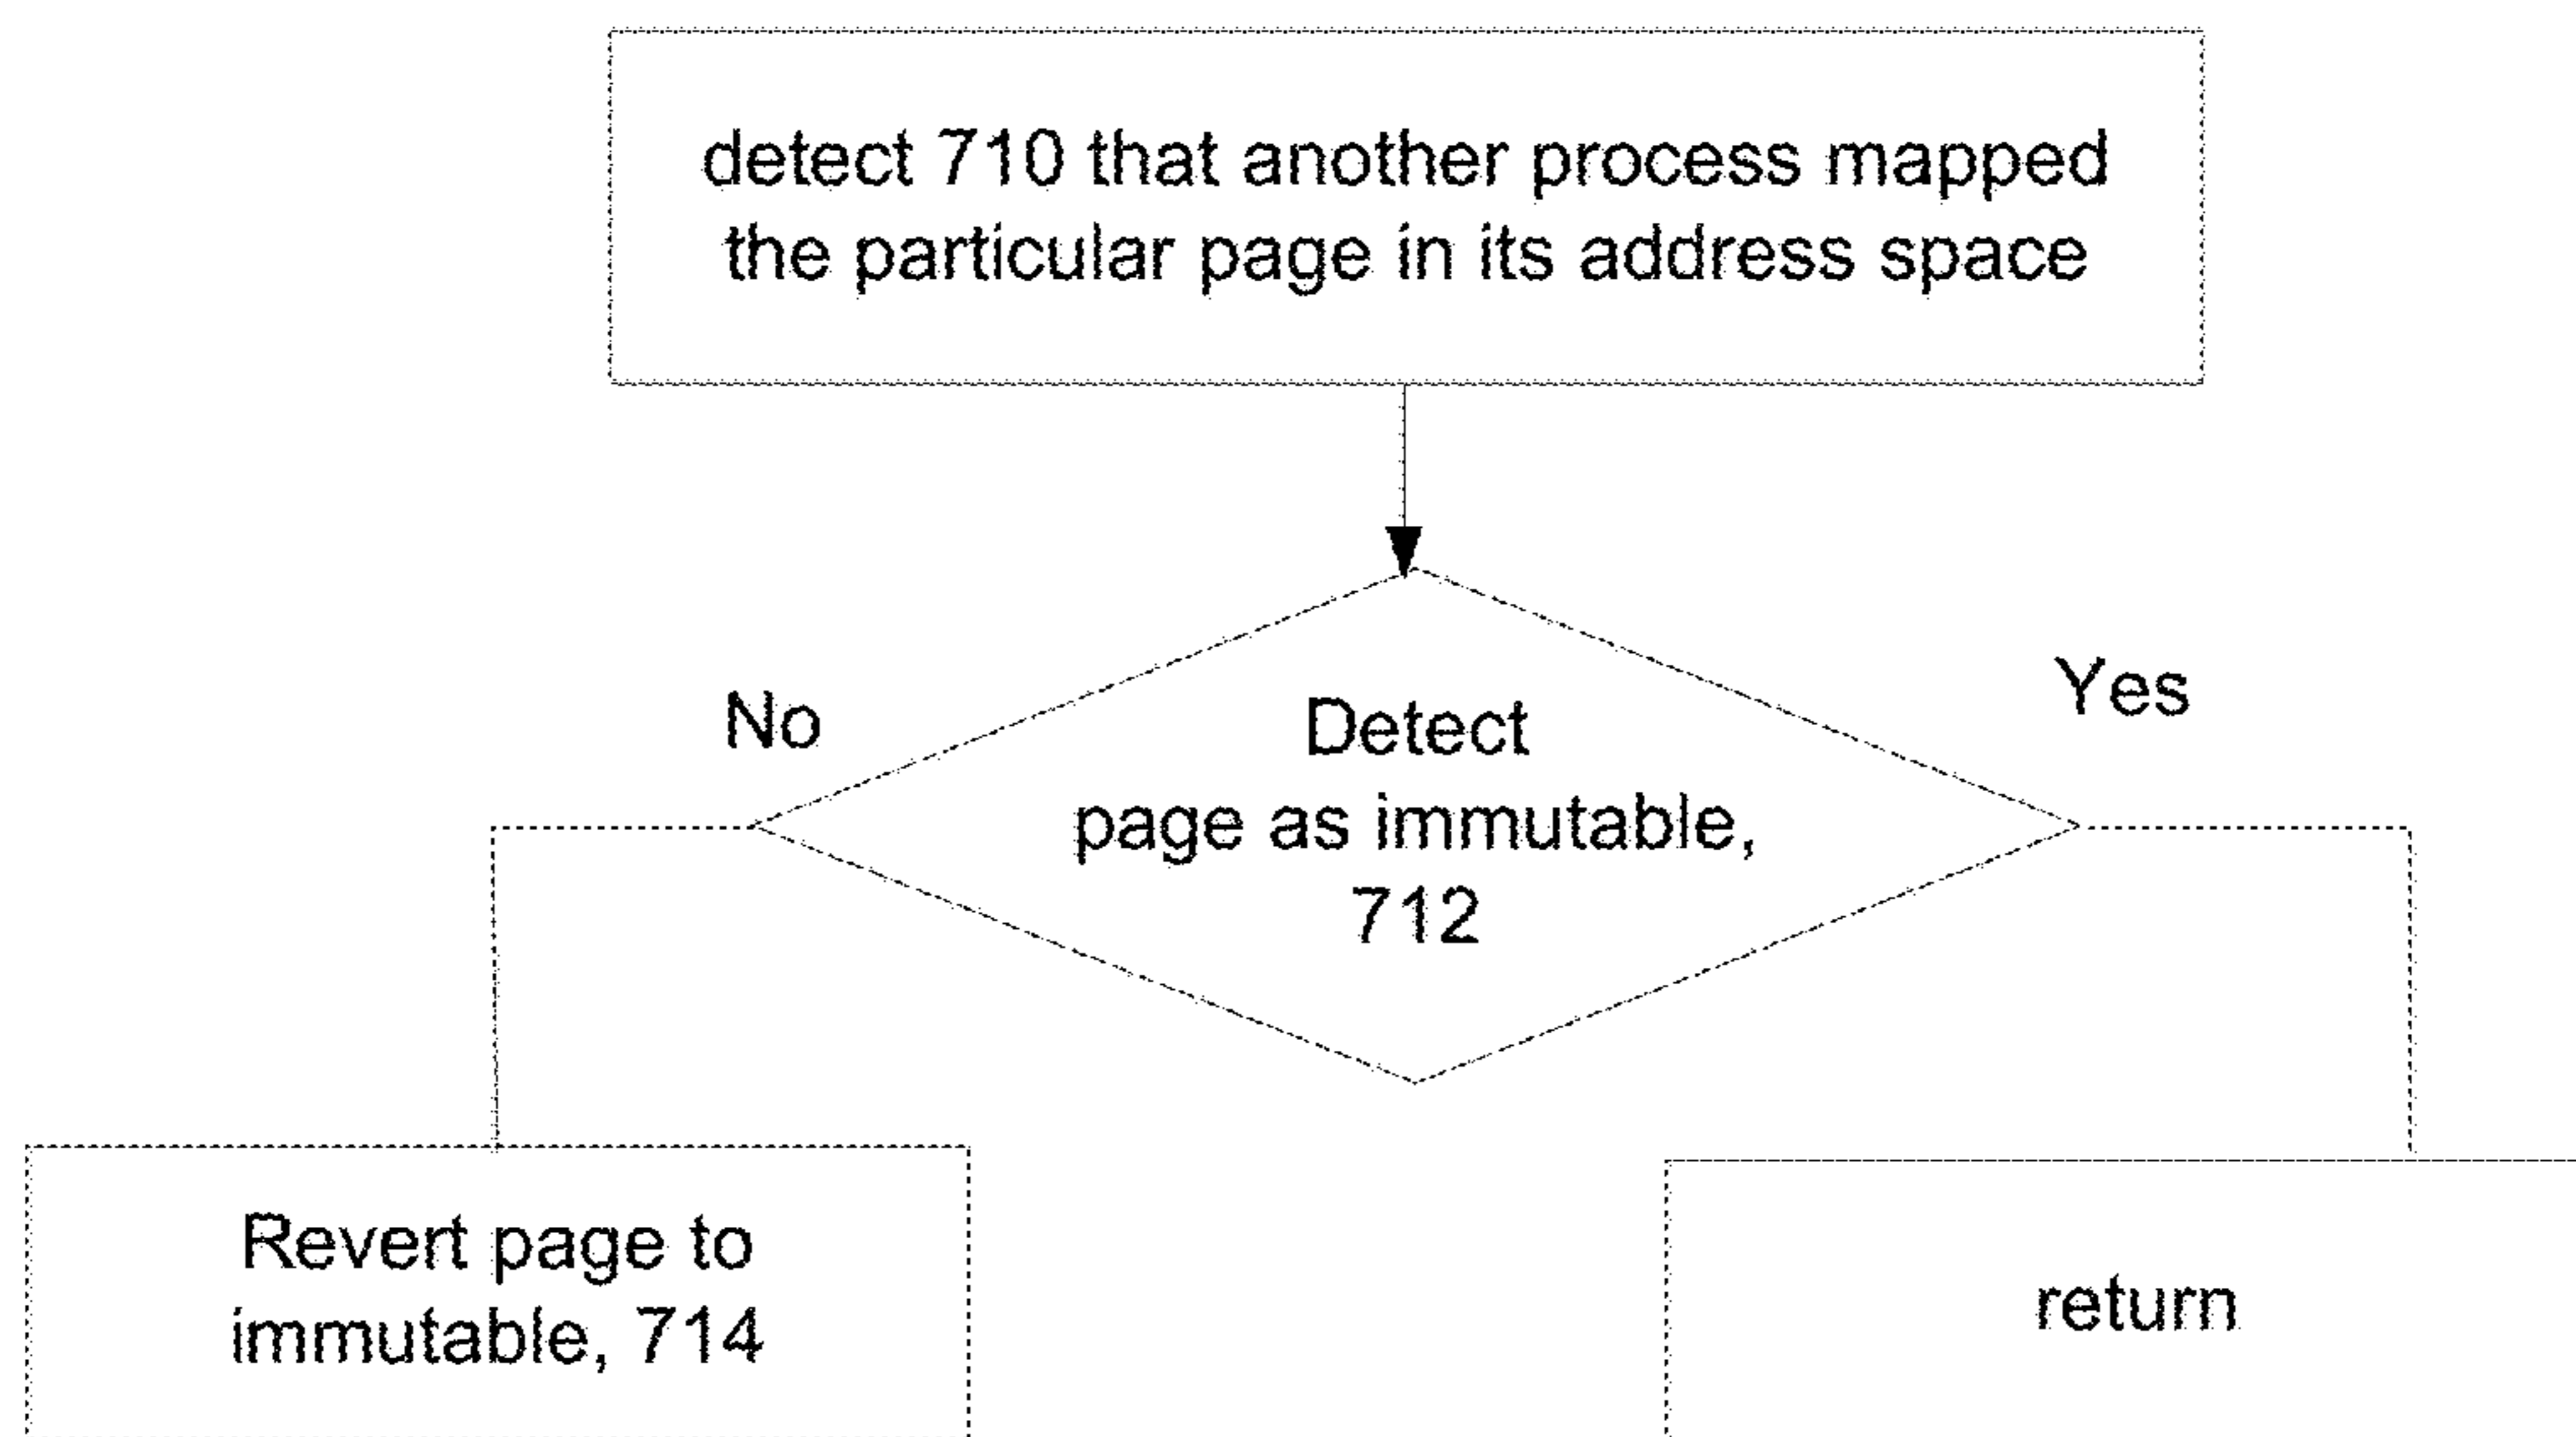 detect 710 that another process mapped
the particular page in its address space
No
Yes
Detect
page as immutable,
712
Revert page to
immutable, 714
return